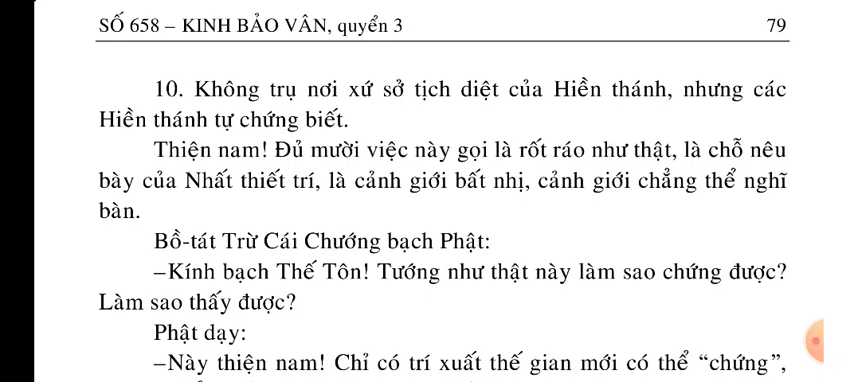 SỐ 658 – KINH BẢO VÂN, quyển 3 79
10. Không trụ nơi xứ sở tịch diệt của Hiền thánh, nhưng các
Hiền thánh tự chứng biết.
Thiện nam! Đủ mười việc này gọi là rốt ráo như thật, là chỗ nêu
bày của Nhất thiết trí, là cảnh giới bất nhị, cảnh giới chẳng thể nghĩ
bàn.
Bồ-tát Trừ Cái Chướng bạch Phật:
–Kính bạch Thế Tôn! Tướng như thật này làm sao chứng được?
Làm sao thấy được?
Phật dạy:
–Này thiện nam! Chỉ có trí xuất thế gian mới có thể “chứng”,